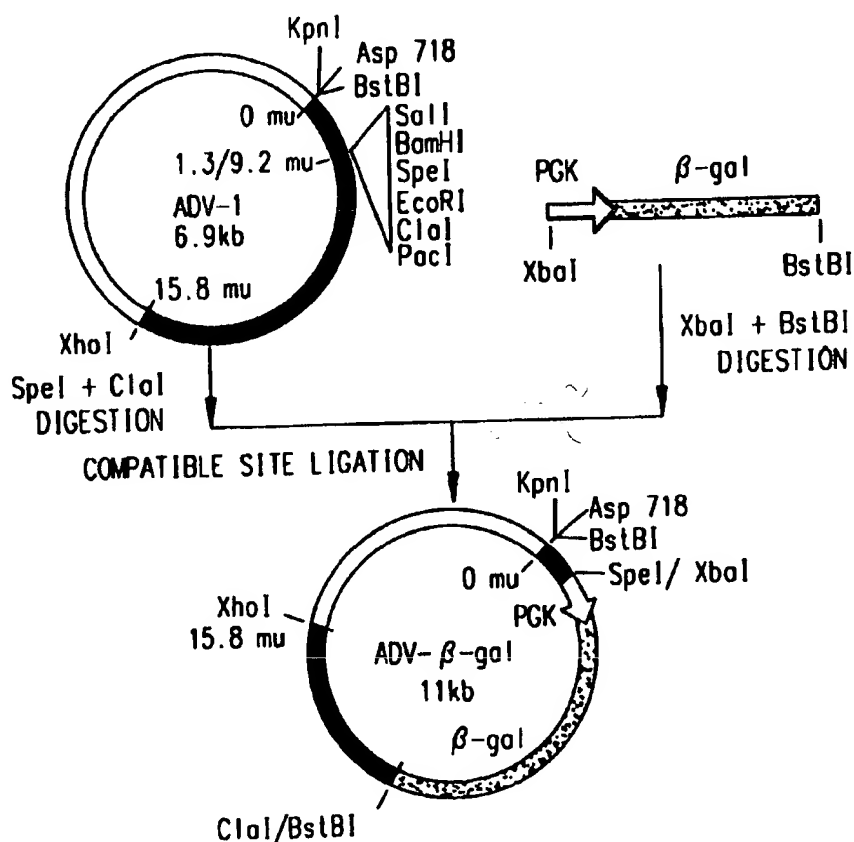 KpnI
Asp 718
BstBI
0 mu
SalI
BamHI
SpeI
EcoRI
ClaI
PacI
1.3/9.2 mu
ADV-1
6.9kb
15.8 mu
XhoI
PGK
β-gal
XbaI
BstBI
SpeI + ClaI
DIGESTION
XbaI + BstBI
DIGESTION
COMPATIBLE SITE LIGATION
KpnI
Asp 718
BstBI
0 mu
SpeI/ XbaI
PGK
XhoI
15.8 mu
ADV- β-gal
11kb
β-gal
ClaI/BstBI